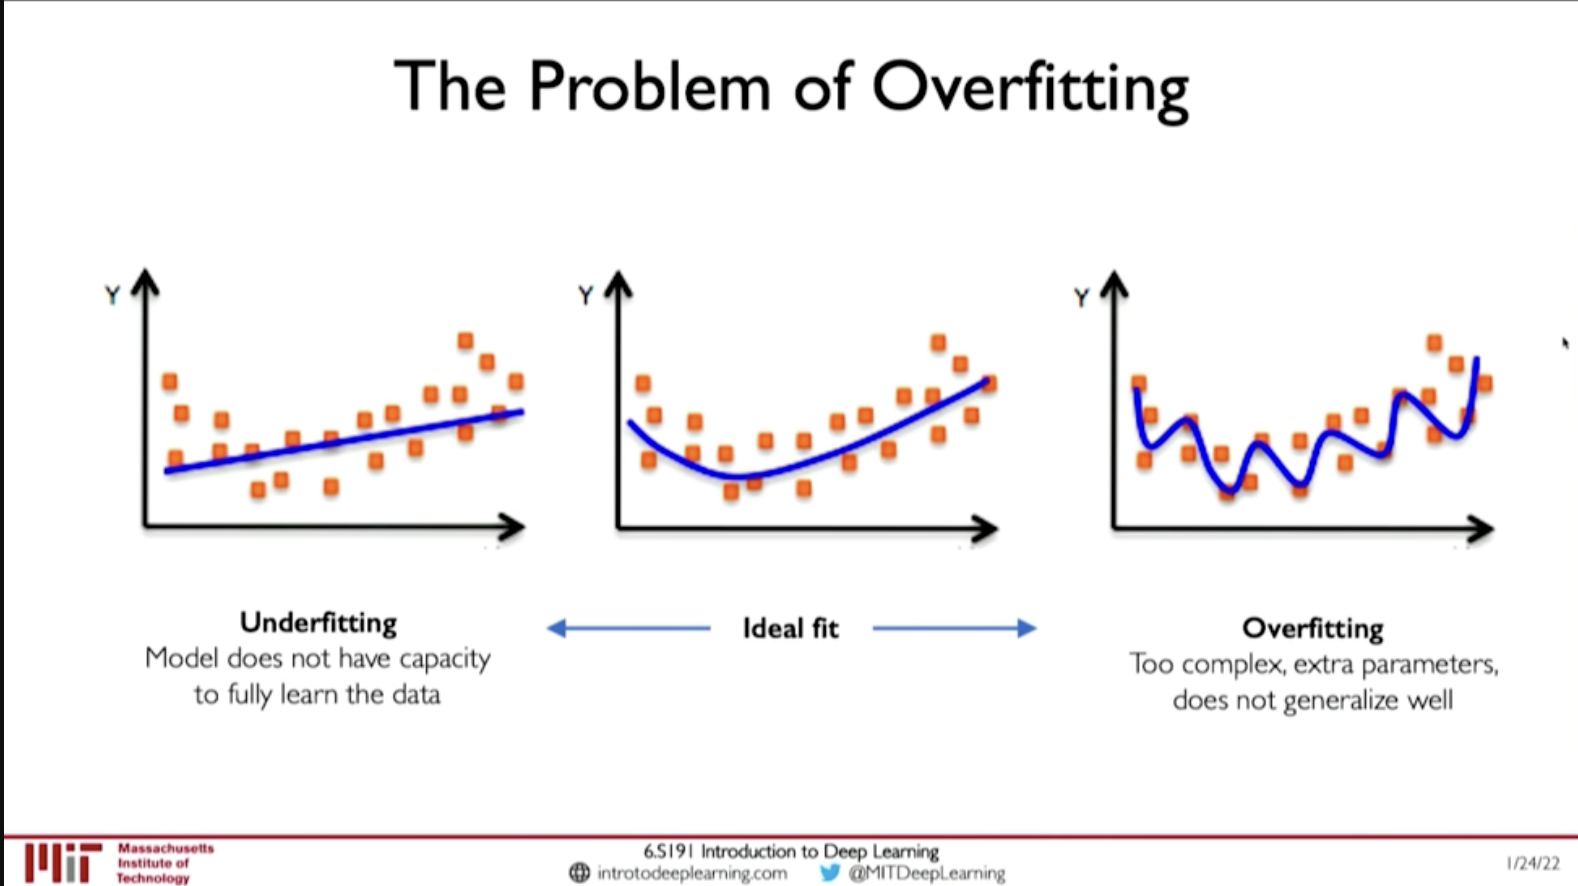 The Problem of Overfitting
Y
Y
Y
Underfitting
Model does not have capacity
to fully learn the data
Ideal fit
Overfitting
Too complex, extra parameters,
does not generalize well
Massachusetts
Institute of
Technology
6.S191 Introduction to Deep Learning
introtodeeplearning.com @MITDeepLearning
1/24/22